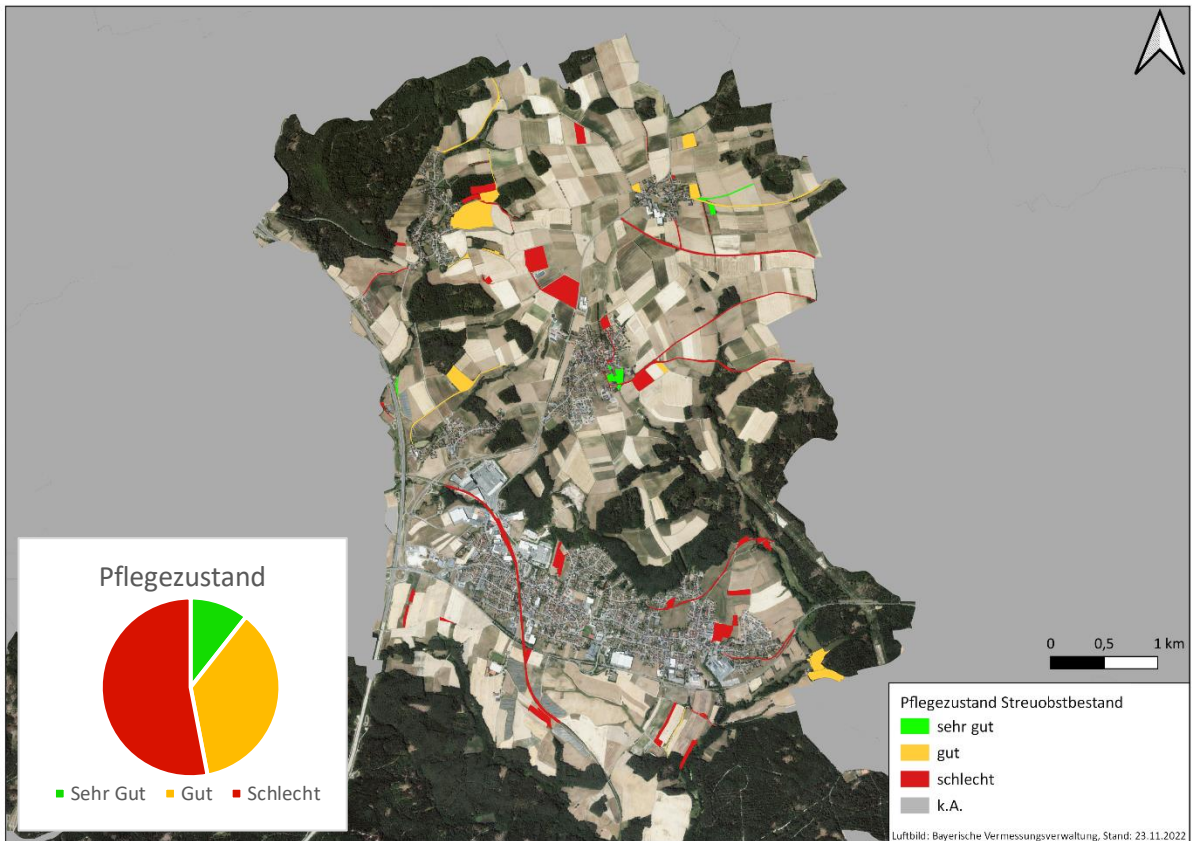 Pflegezustand
Sehr Gut Gut Schlecht
0 0,5 1 km
Pflegezustand Streuobstbestand
sehr gut
gut
schlecht
k.A.
Luftbild: Bayerische Vermessungsverwaltung, Stand: 23.11.2022